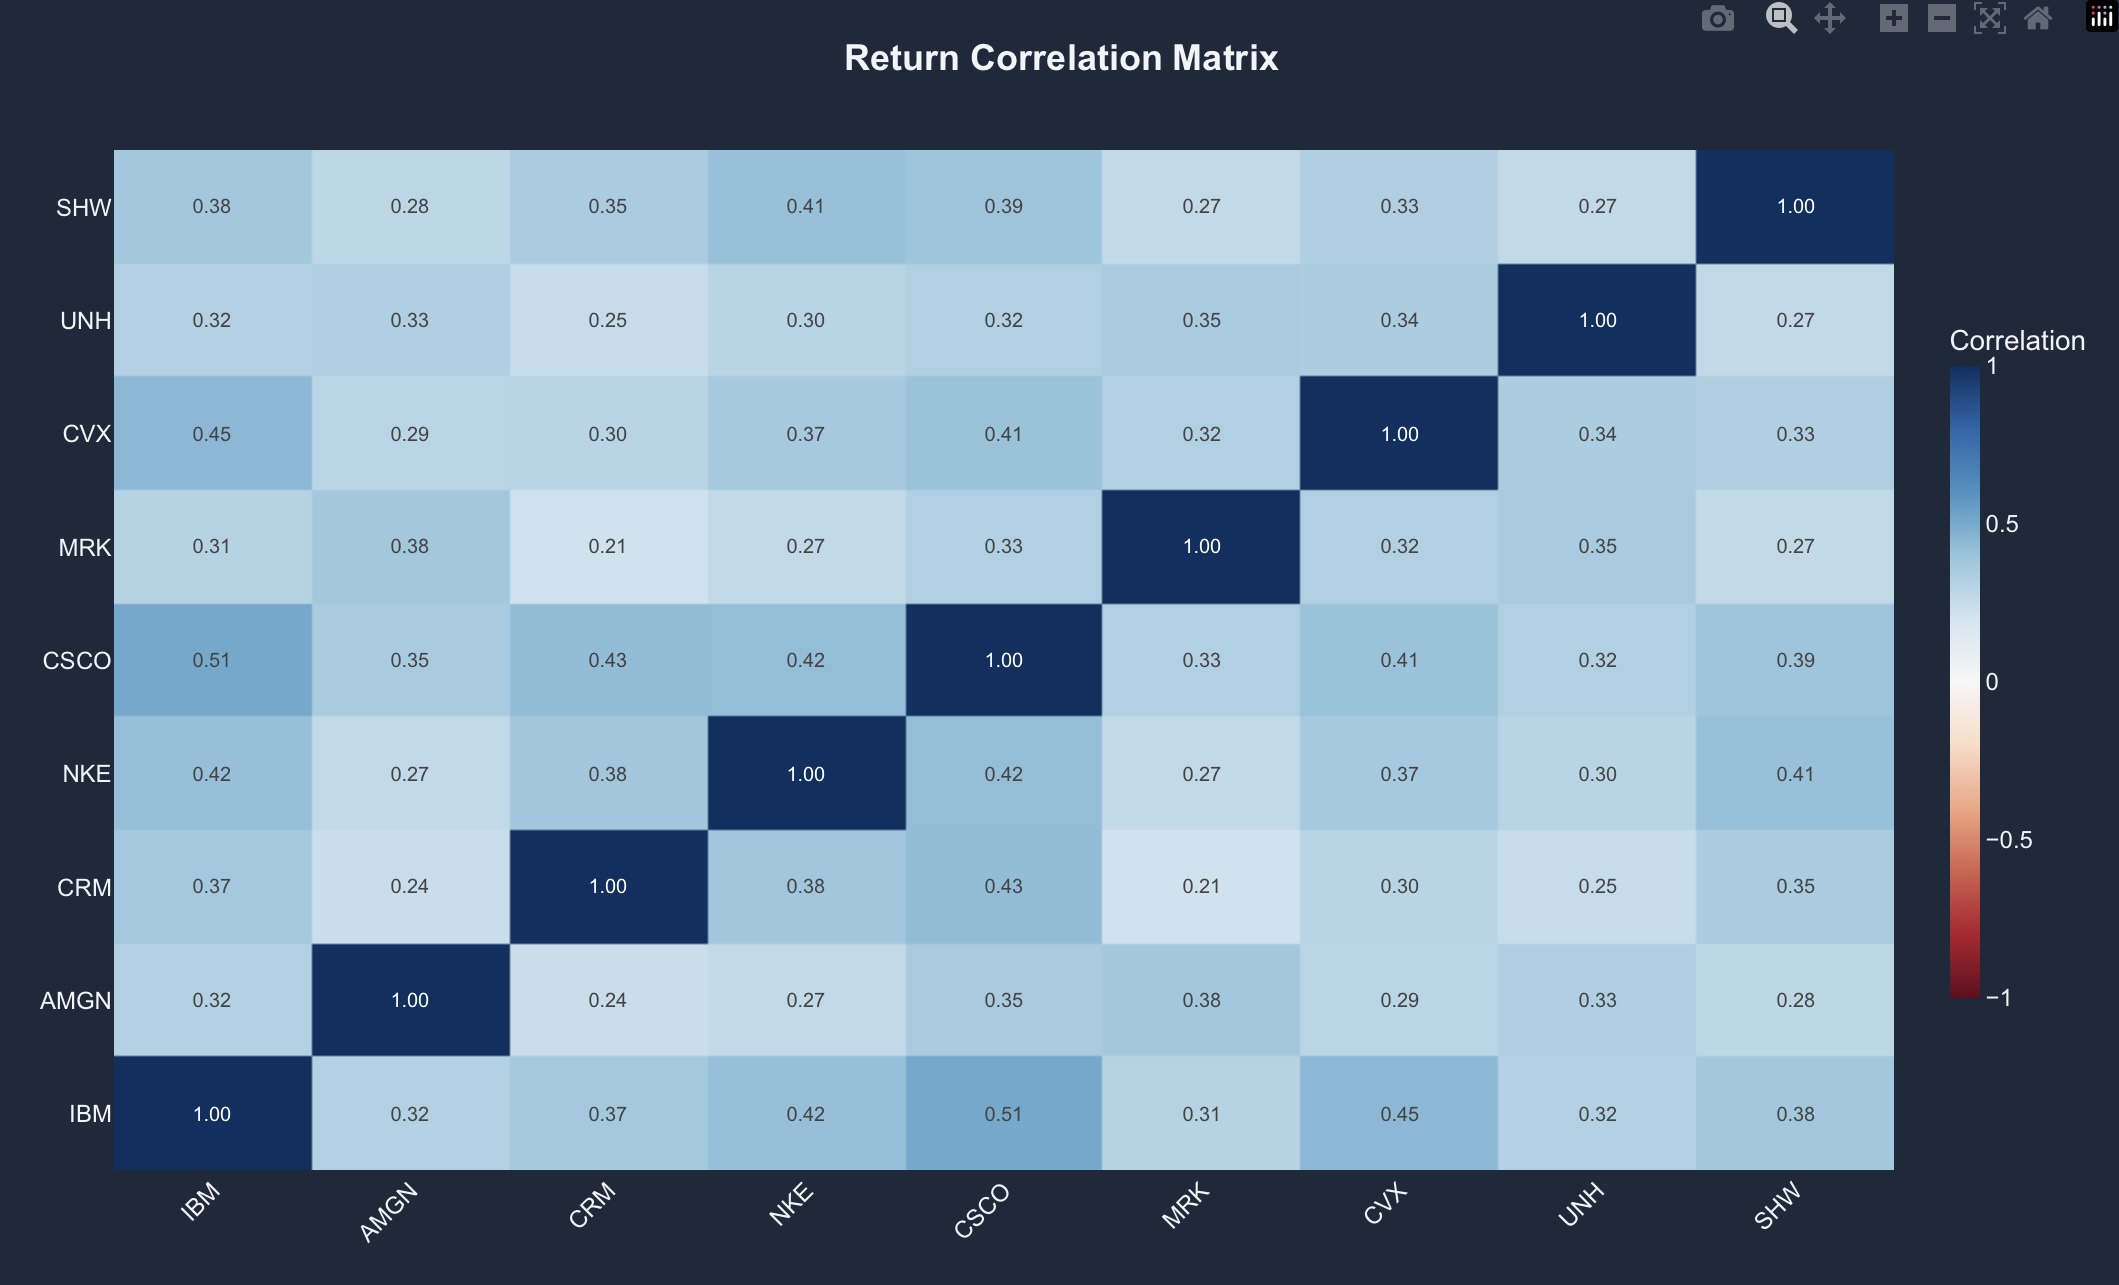 Return Correlation Matrix
SHW 0.38 0.28 0.35 0.41 0.39 0.27 0.33 0.27 1.00
UNH 0.32 0.33 0.25 0.30 0.32 0.35 0.34 1.00 0.27
CVX 0.45 0.29 0.30 0.37 0.41 0.32 1.00 0.34 0.33
MRK 0.31 0.38 0.21 0.27 0.33 1.00 0.32 0.35 0.27
CSCO 0.51 0.35 0.43 0.42 1.00 0.33 0.41 0.32 0.39
NKE 0.42 0.27 0.38 1.00 0.42 0.27 0.37 0.30 0.41
CRM 0.37 0.24 1.00 0.38 0.43 0.21 0.30 0.25 0.35
AMGN 0.32 1.00 0.24 0.27 0.35 0.38 0.29 0.33 0.28
IBM 1.00 0.32 0.37 0.42 0.51 0.31 0.45 0.32 0.38
IBM AMGN CRM NKE CSCO MRK CVX UNH SHW
Correlation
1
0.5
0
−0.5
−1